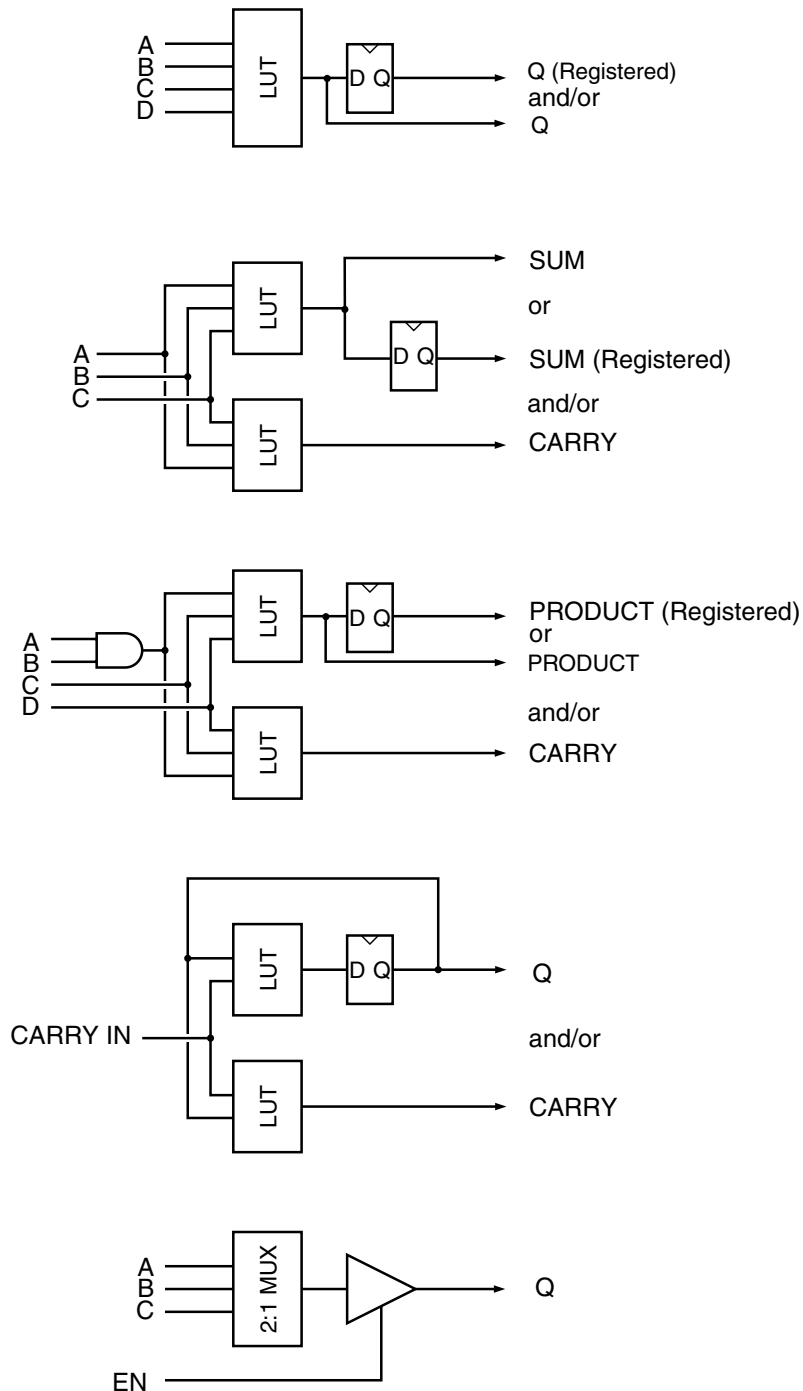 A
B
C
D
LUT
D Q
Q (Registered)
and/or
Q
A
B
C
LUT
LUT
D Q
SUM
or
SUM (Registered)
and/or
CARRY
A
B
C
D
LUT
LUT
D Q
PRODUCT (Registered)
or
PRODUCT
and/or
CARRY
CARRY IN
LUT
LUT
D Q
Q
and/or
CARRY
A
B
C
2:1 MUX
Q
EN